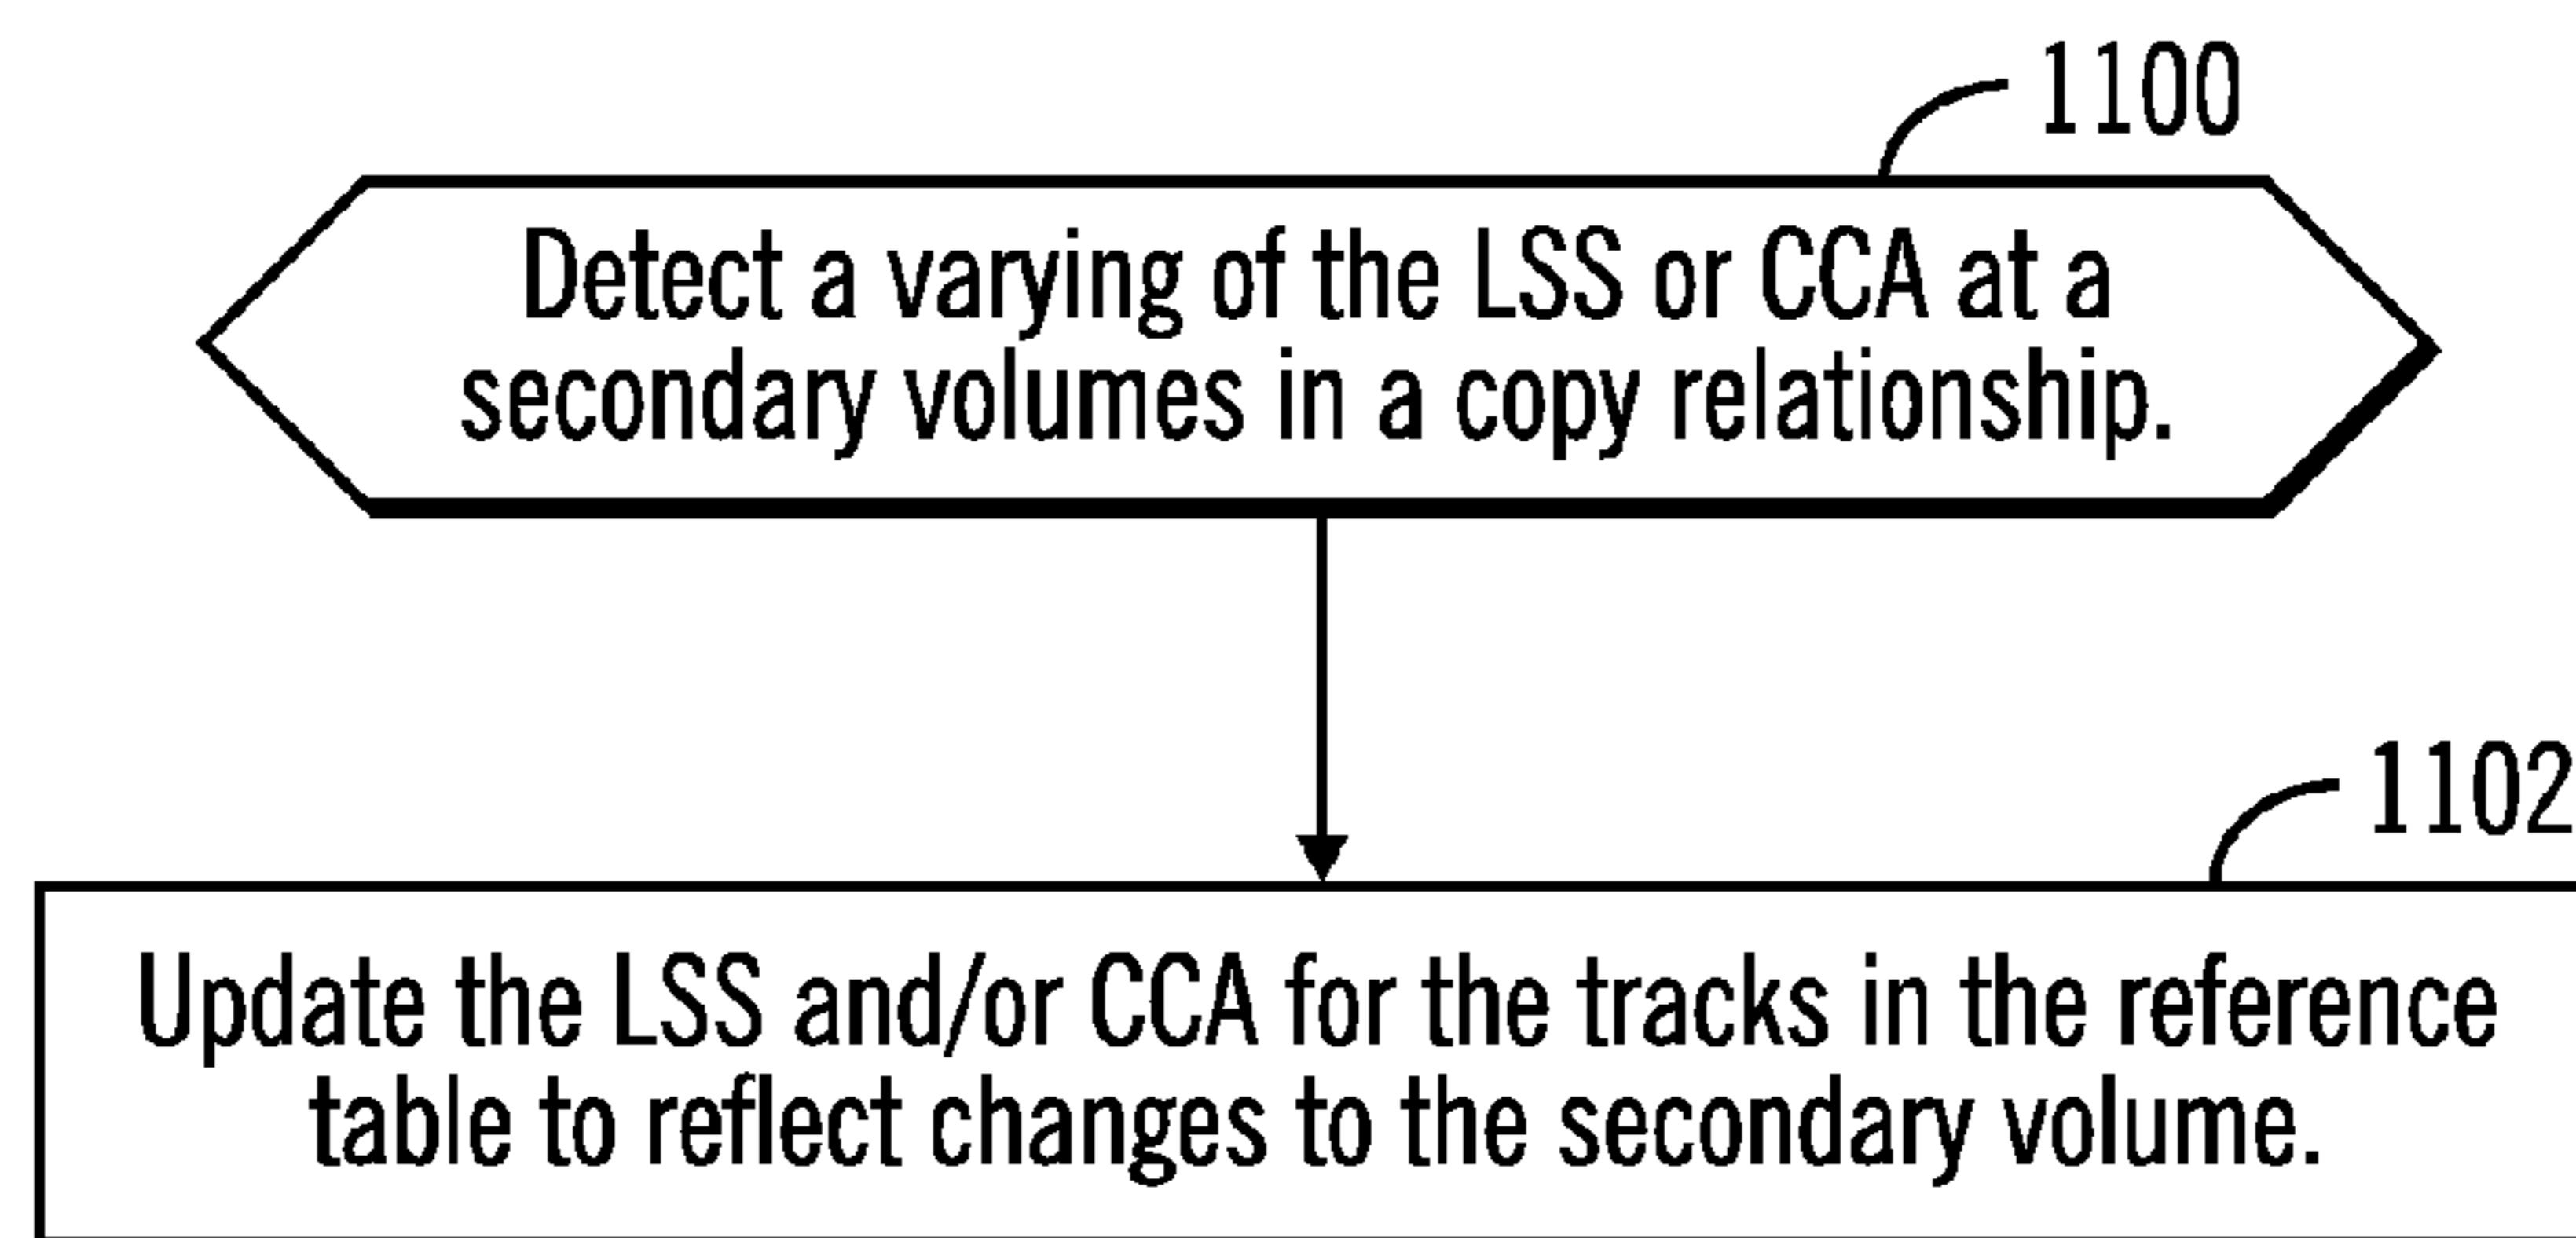 1100
Detect a varying of the LSS or CCA at a
secondary volumes in a copy relationship.
1102
Update the LSS and/or CCA for the tracks in the reference
table to reflect changes to the secondary volume.